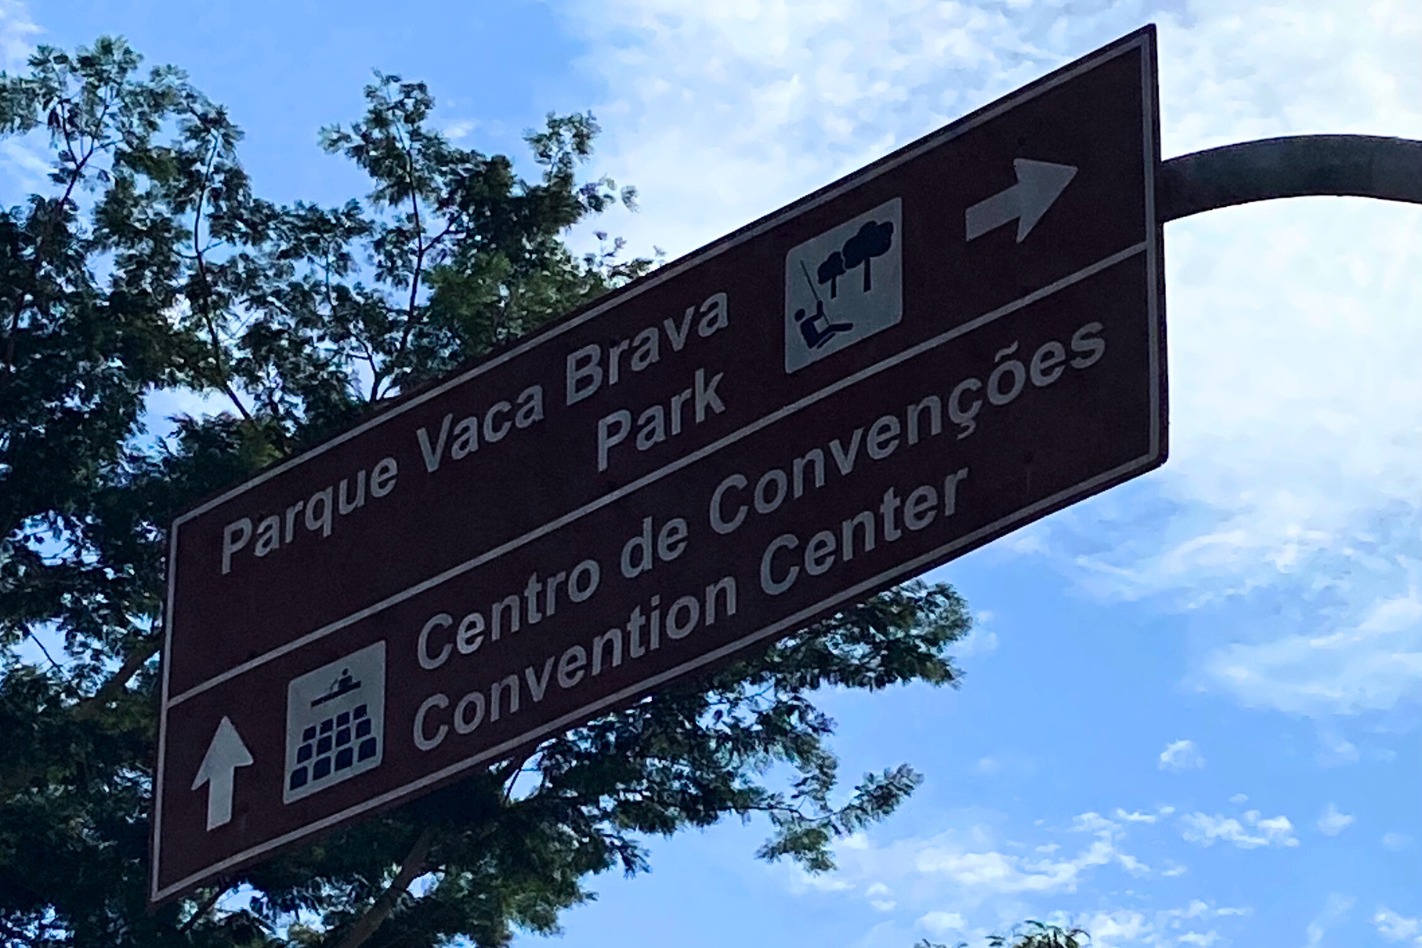 Parque Vaca Brava
Park
Centro de Convenções
Convention Center